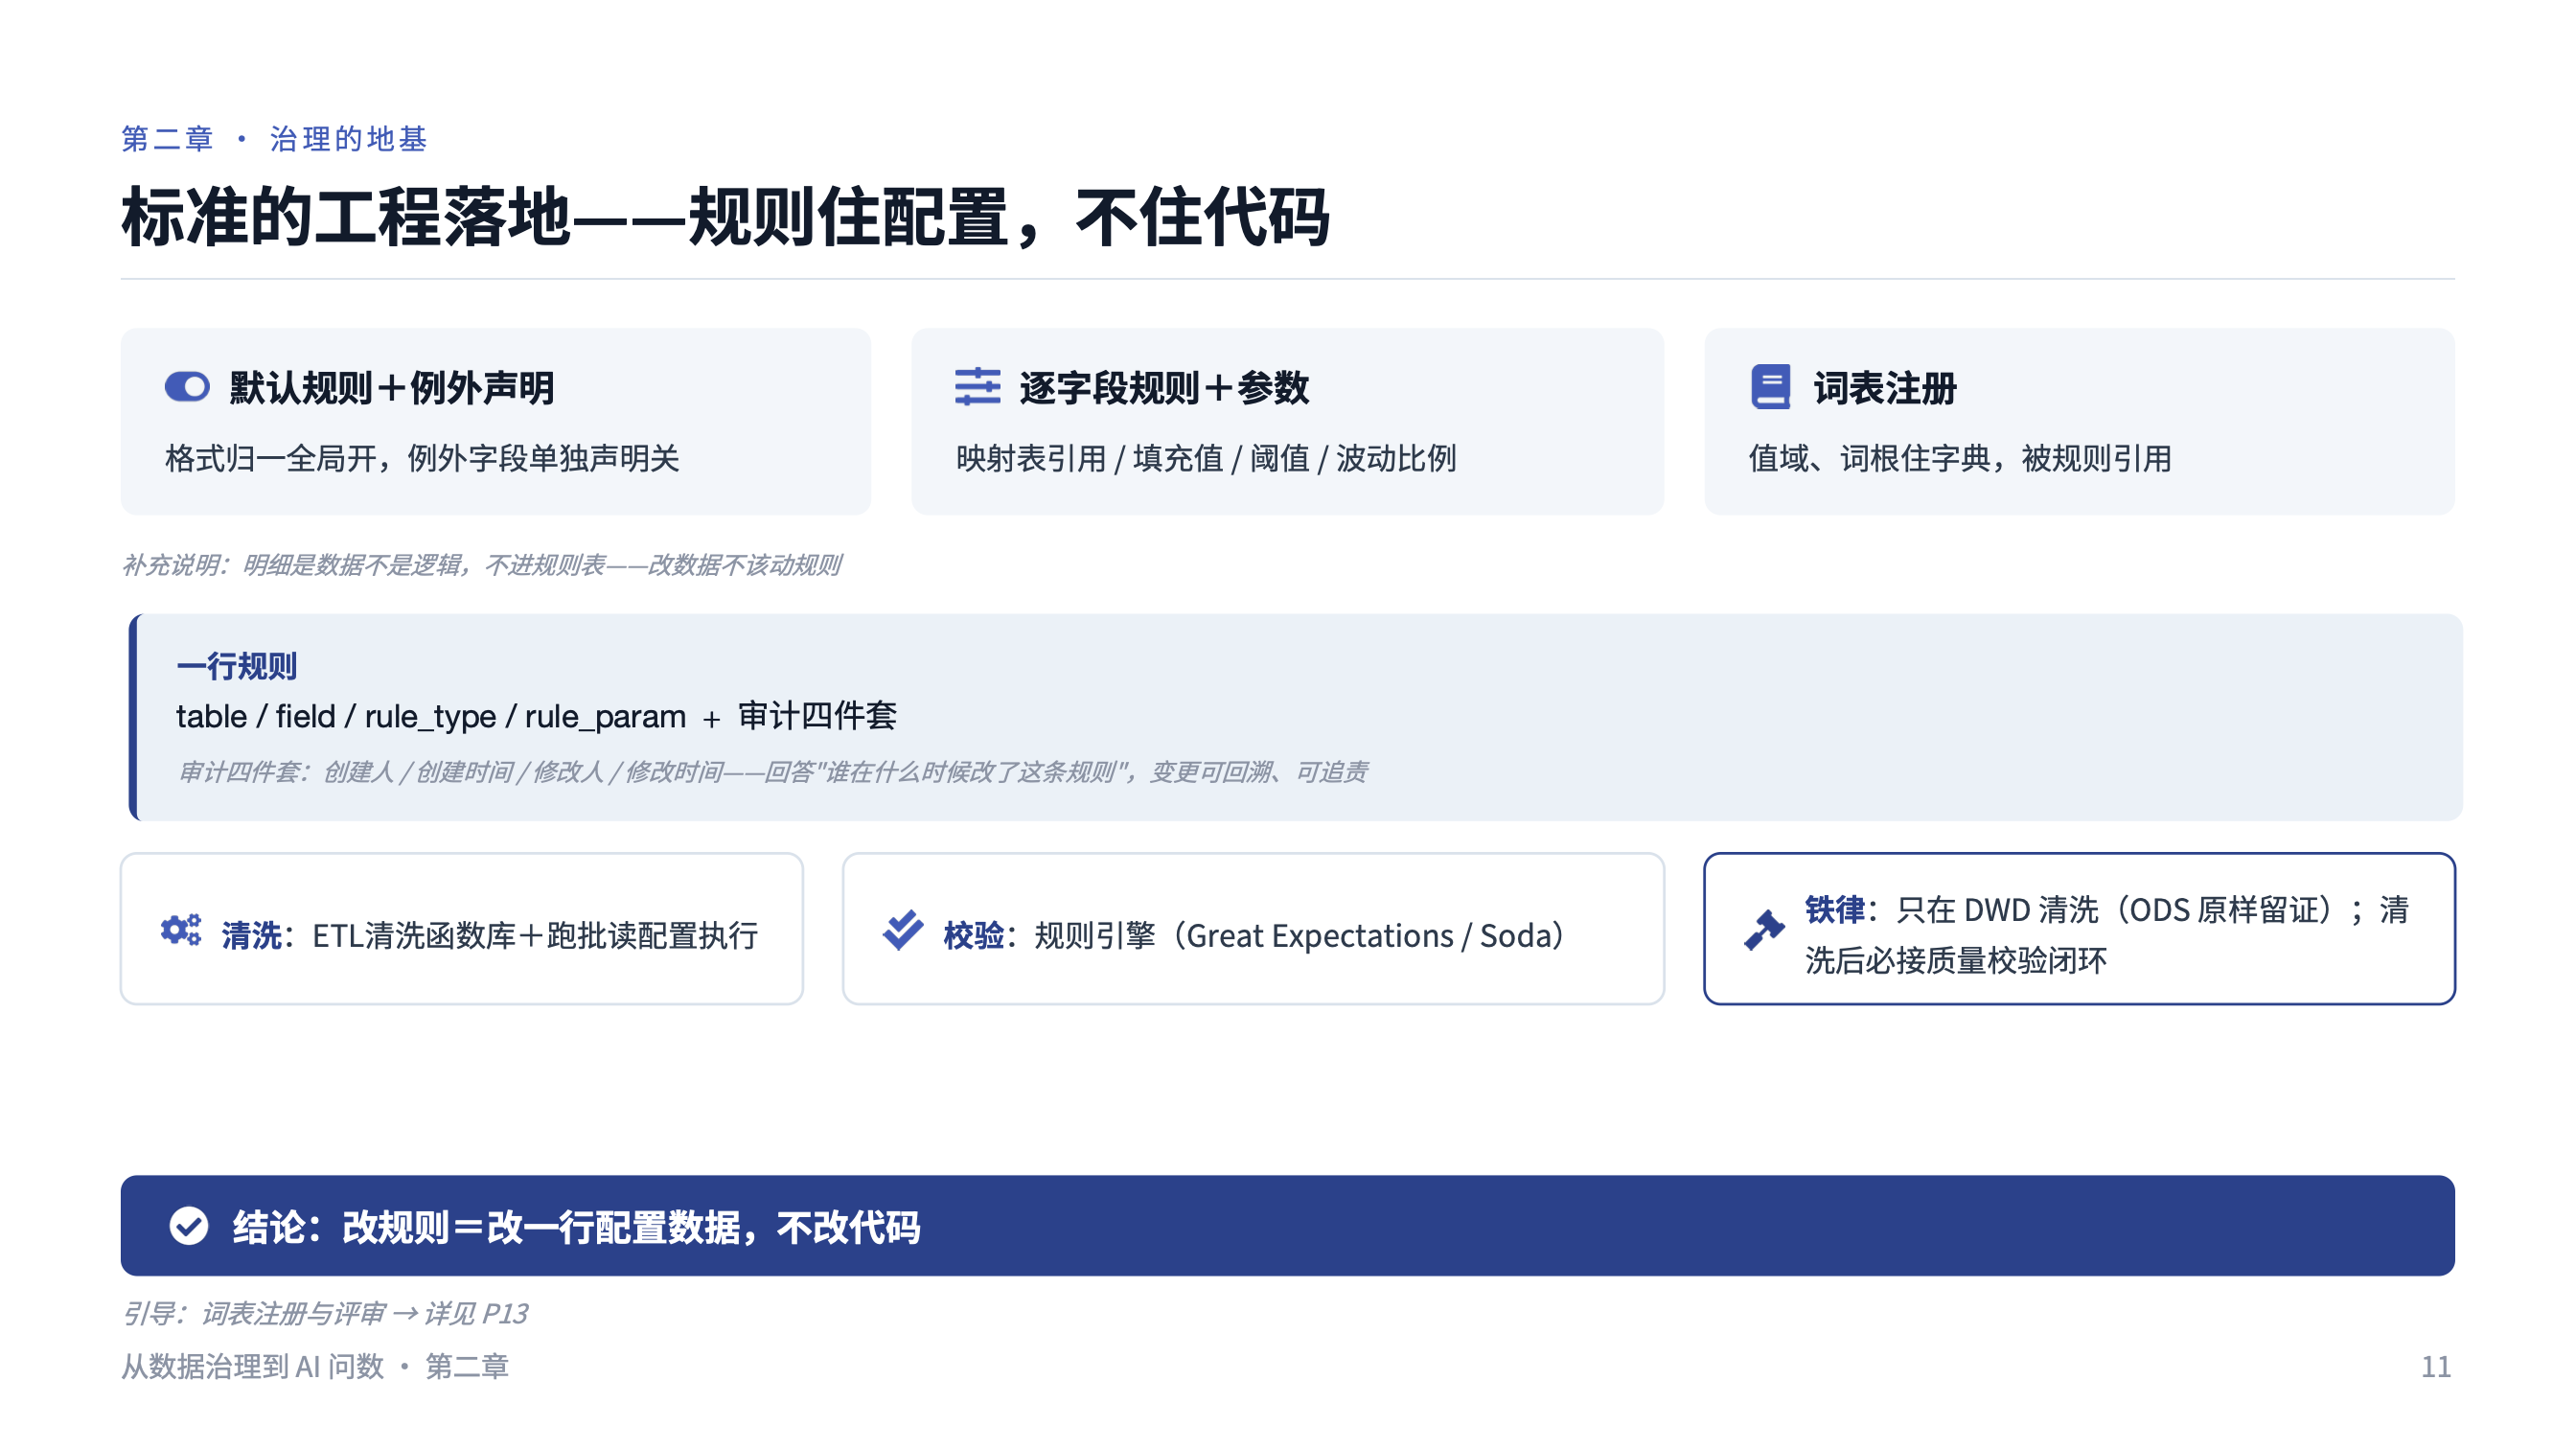 第二章 · 治理的地基
标准的工程落地——规则住配置，不住代码
默认规则＋例外声明
格式归一全局开，例外字段单独声明关
逐字段规则＋参数
映射表引用 / 填充值 / 阈值 / 波动比例
词表注册
值域、词根住字典，被规则引用
补充说明：明细是数据不是逻辑，不进规则表——改数据不该动规则
一行规则
table / field / rule_type / rule_param + 审计四件套
审计四件套：创建人 / 创建时间 / 修改人 / 修改时间——回答"谁在什么时候改了这条规则"，变更可回溯、可追责
清洗：ETL清洗函数库＋跑批读配置执行
校验：规则引擎（Great Expectations / Soda）
铁律：只在 DWD 清洗（ODS 原样留证）；清
洗后必接质量校验闭环
结论：改规则＝改一行配置数据，不改代码
引导：词表注册与评审 → 详见 P13
从数据治理到 AI 问数 · 第二章
11